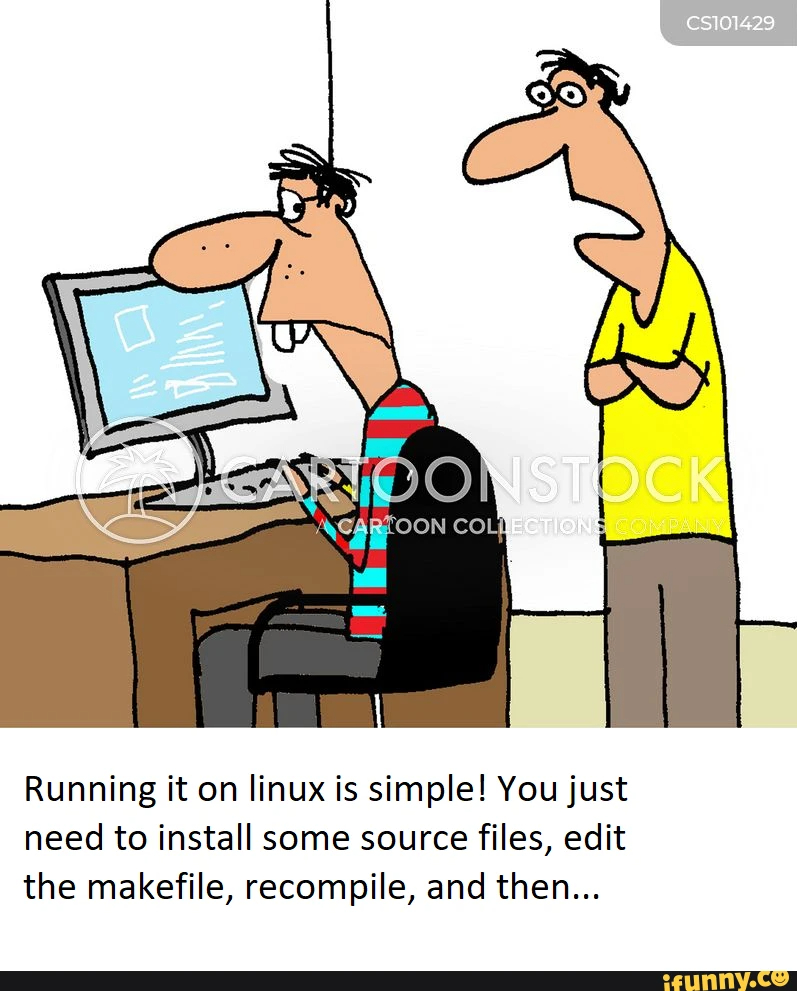 CS101429
CARTOONSTOCK
A CARTOON COLLECTIONS COMPANY
Running it on linux is simple! You just
need to install some source files, edit
the makefile, recompile, and then...
ifunny.co